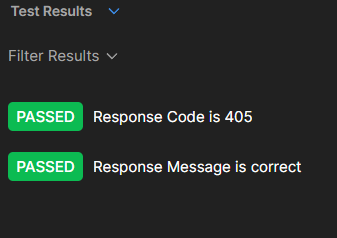 Test Results
Filter Results
PASSED Response Code is 405
PASSED Response Message is correct